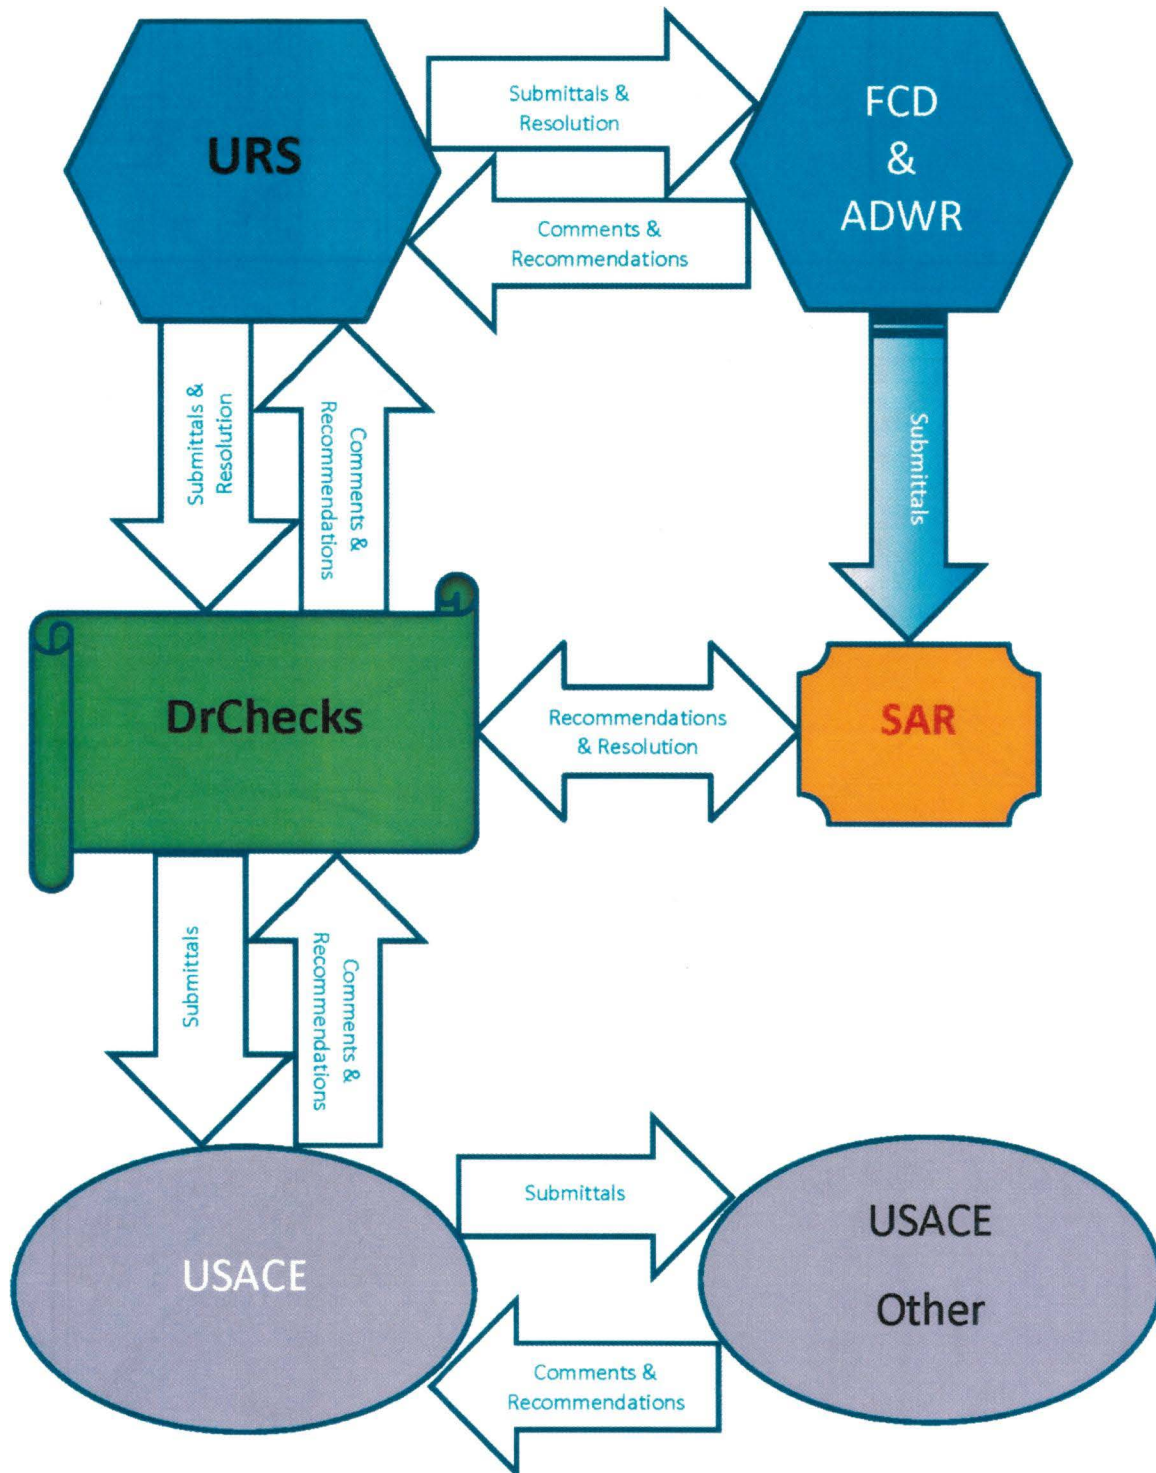 URS
Submittals &
Resolution
FCD
&
ADWR
Comments &
Recommendations
Submittals &
Resolution
Comments &
Recommendations
Submittals
DrChecks
Recommendations
& Resolution
SAR
Submittals
Comments &
Recommendations
USACE
Submittals
USACE
Other
Comments &
Recommendations